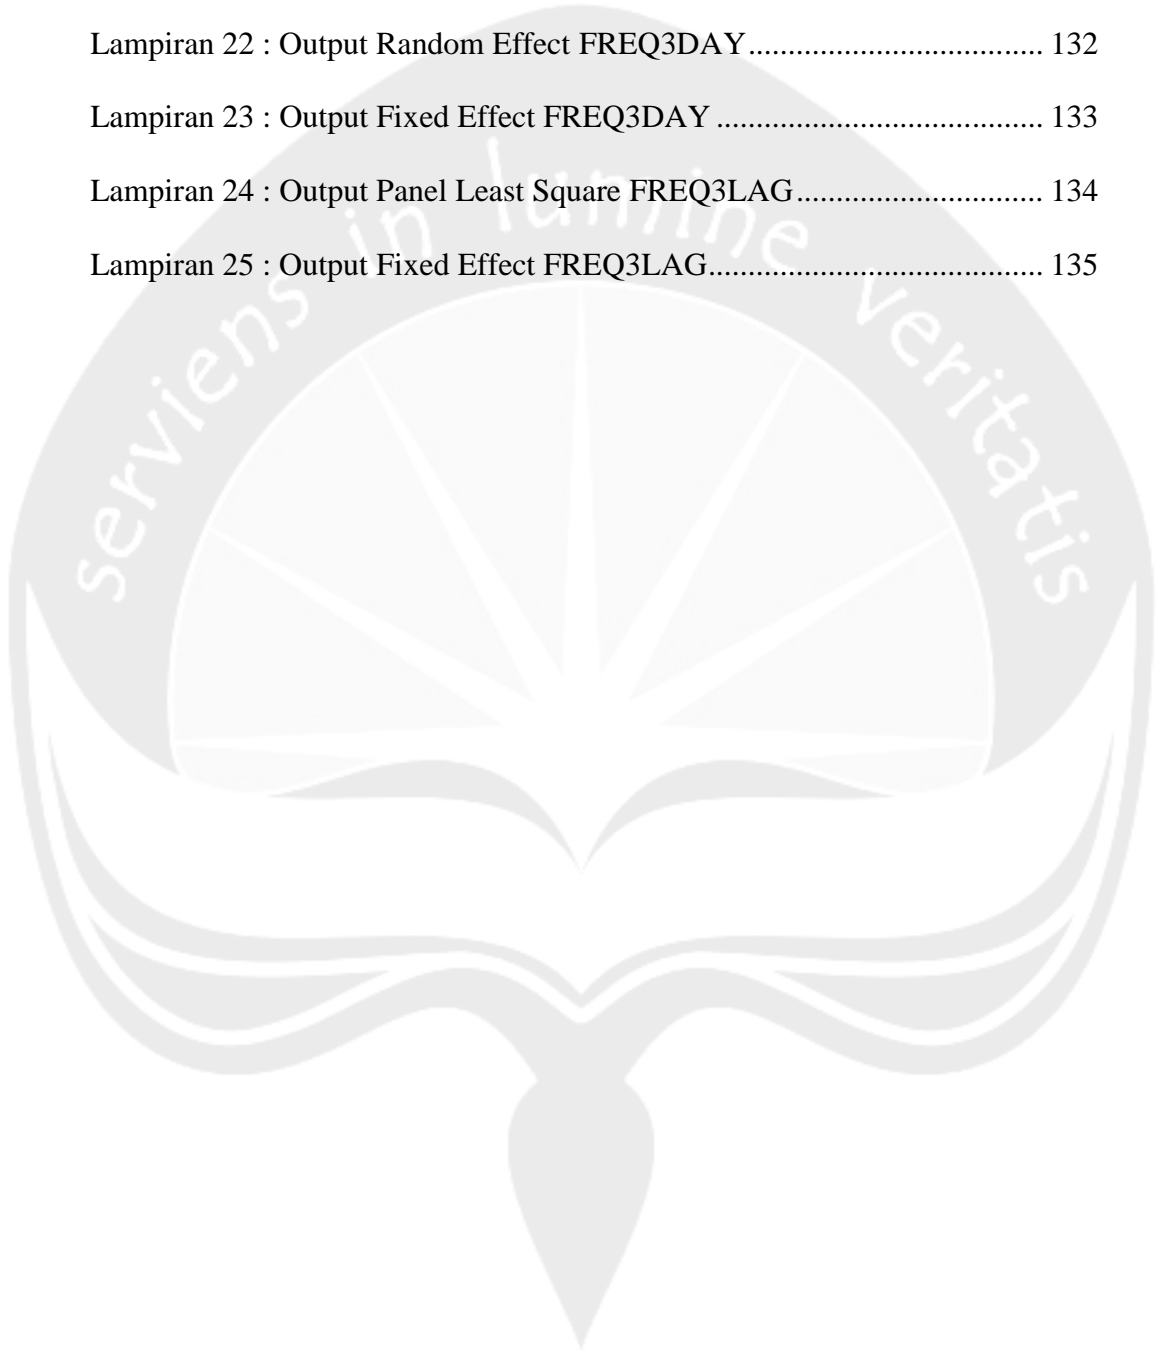 Lampiran 22 : Output Random Effect FREQ3DAY.................................. 132
Lampiran 23 : Output Fixed Effect FREQ3DAY ........................................ 133
Lampiran 24 : Output Panel Least Square FREQ3LAG............................... 134
Lampiran 25 : Output Fixed Effect FREQ3LAG.......................................... 135
serviens in lumine veritatis